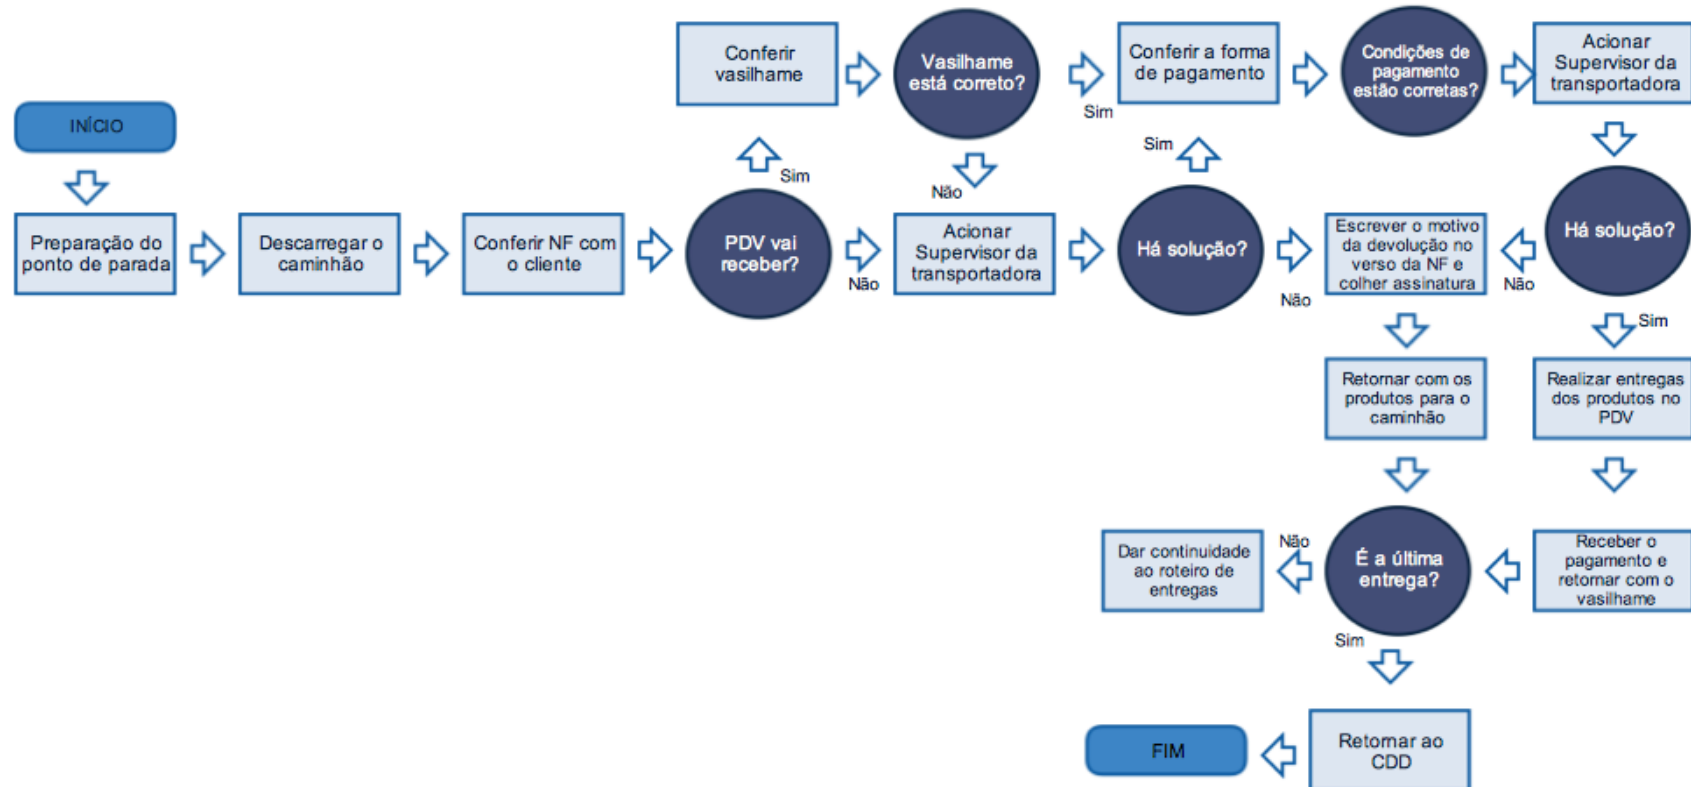 INÍCIO
Preparação do
ponto de parada
Descarregar o
caminhão
Conferir NF com
o cliente
PDV vai
receber?
Sim
Não
Conferir
vasilhame
Vasilhame
está correto?
Sim
Não
Acionar
Supervisor da
transportadora
Há solução?
Sim
Não
Conferir a forma
de pagamento
Condições de
pagamento
estão corretas?
Acionar
Supervisor da
transportadora
Há solução?
Não
Sim
Escrever o motivo
da devolução no
verso da NF e
colher assinatura
Retornar com os
produtos para o
caminhão
Realizar entregas
dos produtos no
PDV
Receber o
pagamento e
retornar com o
vasilhame
É a última
entrega?
Não
Sim
Dar continuidade
ao roteiro de
entregas
Retornar ao
CDD
FIM